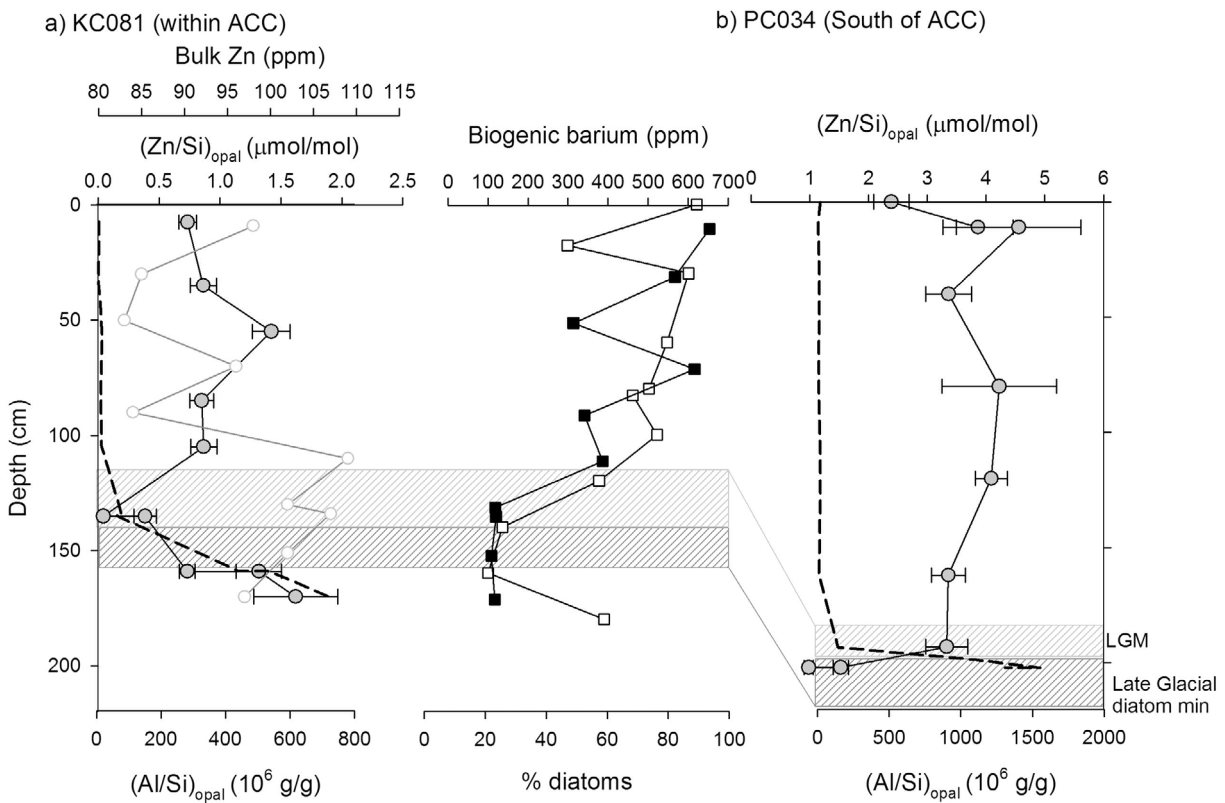 a) KC081 (within ACC)
b) PC034 (South of ACC)
Bulk Zn (ppm)
80 85 90 95 100 105 110 115
(Zn/Si)opal (μmol/mol)
0.0 0.5 1.0 1.5 2.0 2.5
Biogenic barium (ppm)
0 100 200 300 400 500 600 700
(Zn/Si)opal (μmol/mol)
0 1 2 3 4 5 6
Depth (cm)
0
50
100
150
200
LGM
Late Glacial
diatom min
0 200 400 600 800
(Al/Si)opal (10⁶ g/g)
0 20 40 60 80 100
% diatoms
0 500 1000 1500 2000
(Al/Si)opal (10⁶ g/g)